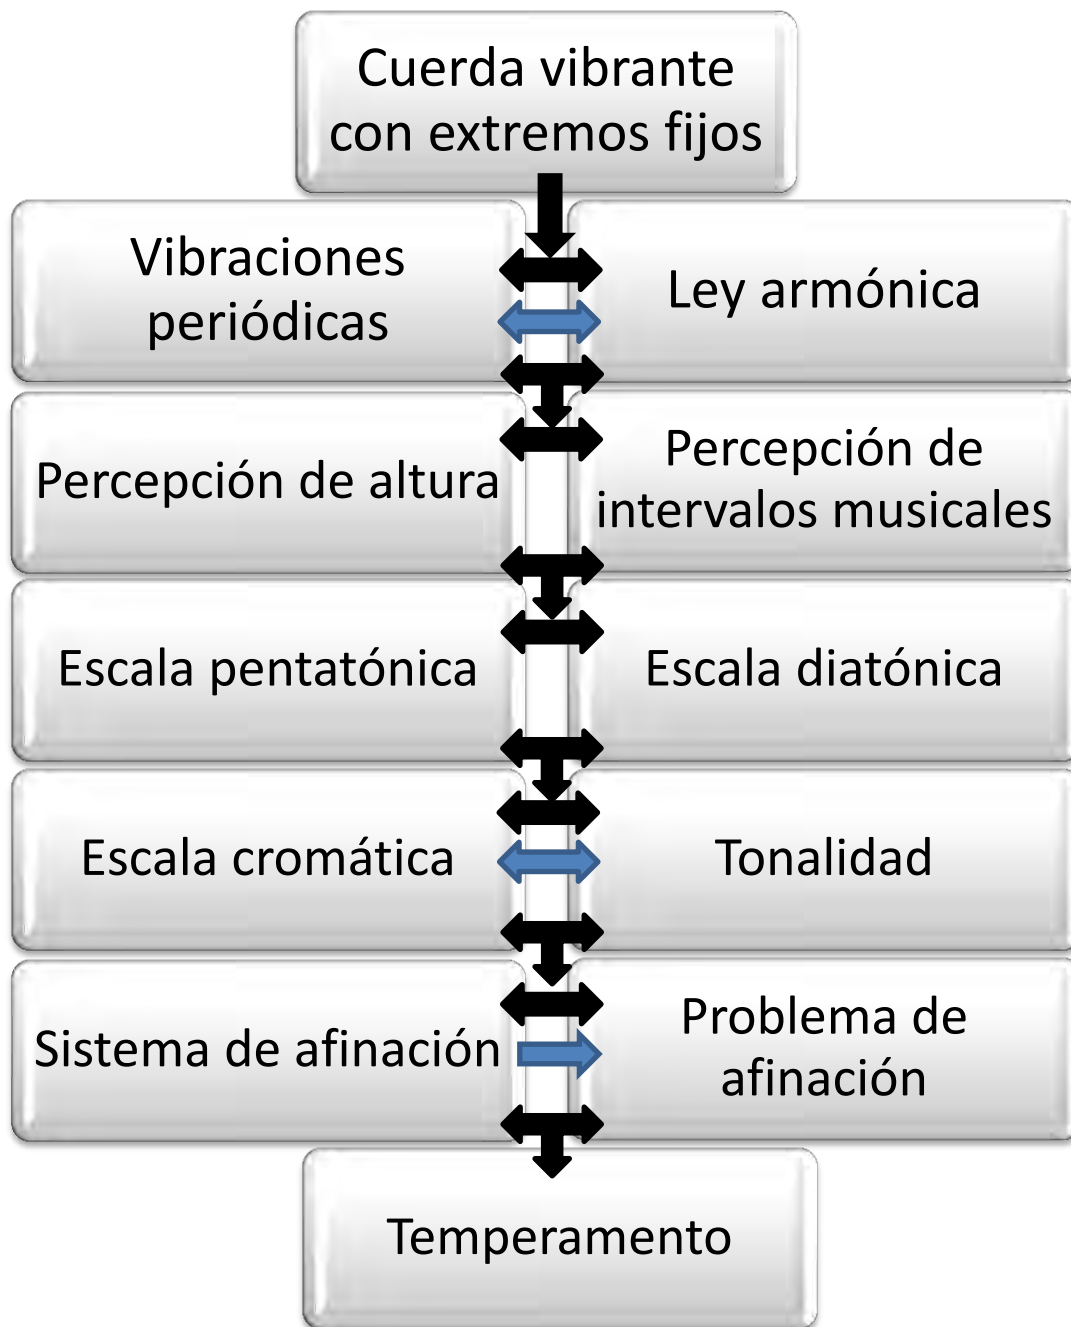 Cuerda vibrante
con extremos fijos
Vibraciones
periódicas
Ley armónica
Percepción de altura
Percepción de
intervalos musicales
Escala pentatónica
Escala diatónica
Escala cromática
Tonalidad
Sistema de afinación
Problema de
afinación
Temperamento